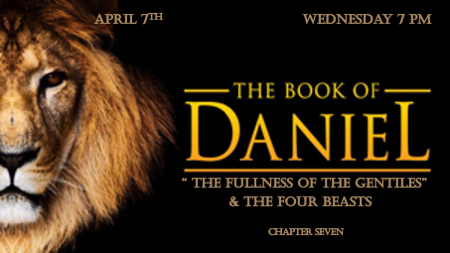 APRIL 7TH
WEDNESDAY 7 PM
THE BOOK OF
DANIEL
“ THE FULLNESS OF THE GENTILES”
& THE FOUR BEASTS
CHAPTER SEVEN